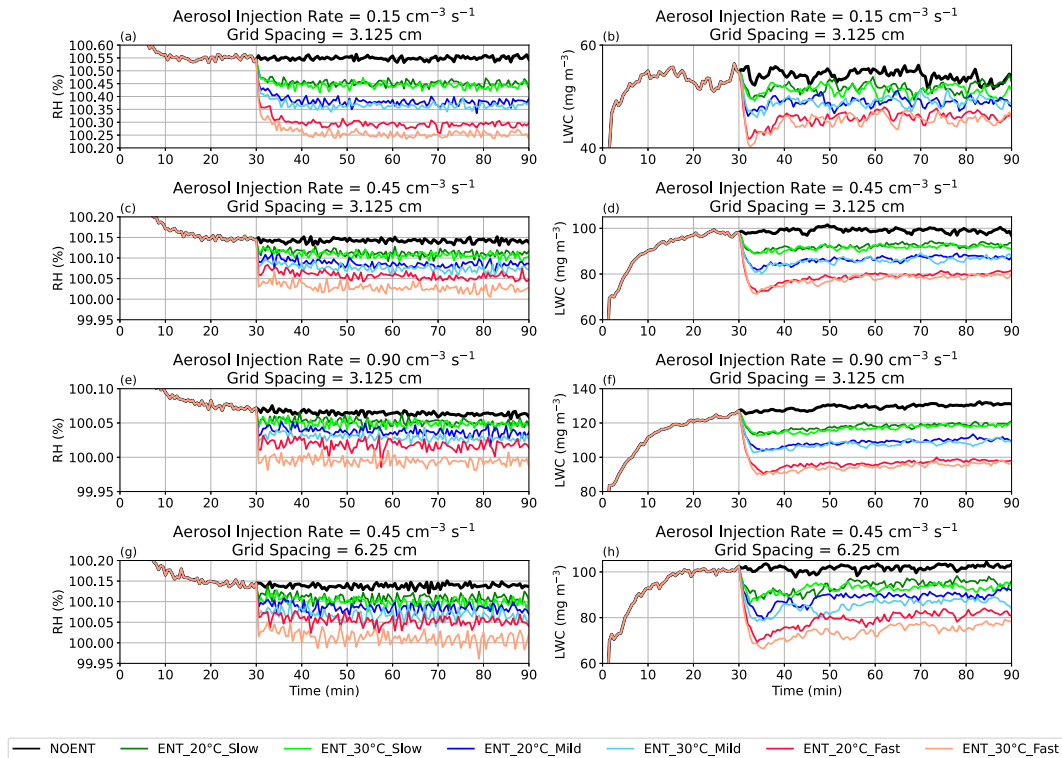 Aerosol Injection Rate = 0.15 cm⁻³ s⁻¹
Grid Spacing = 3.125 cm
(a)
100.60
100.55
100.50
100.45
100.40
100.35
100.30
100.25
100.20
RH (%)
0 10 20 30 40 50 60 70 80 90
Aerosol Injection Rate = 0.15 cm⁻³ s⁻¹
Grid Spacing = 3.125 cm
(b)
60
40
LWC (mg m⁻³)
0 10 20 30 40 50 60 70 80 90
Aerosol Injection Rate = 0.45 cm⁻³ s⁻¹
Grid Spacing = 3.125 cm
(c)
100.20
100.15
100.10
100.05
100.00
99.95
RH (%)
0 10 20 30 40 50 60 70 80 90
Aerosol Injection Rate = 0.45 cm⁻³ s⁻¹
Grid Spacing = 3.125 cm
(d)
100
80
60
LWC (mg m⁻³)
0 10 20 30 40 50 60 70 80 90
Aerosol Injection Rate = 0.90 cm⁻³ s⁻¹
Grid Spacing = 3.125 cm
(e)
100.10
100.05
100.00
99.95
RH (%)
0 10 20 30 40 50 60 70 80 90
Aerosol Injection Rate = 0.90 cm⁻³ s⁻¹
Grid Spacing = 3.125 cm
(f)
140
120
100
80
LWC (mg m⁻³)
0 10 20 30 40 50 60 70 80 90
Aerosol Injection Rate = 0.45 cm⁻³ s⁻¹
Grid Spacing = 6.25 cm
(g)
100.20
100.15
100.10
100.05
100.00
99.95
RH (%)
0 10 20 30 40 50 60 70 80 90
Time (min)
Aerosol Injection Rate = 0.45 cm⁻³ s⁻¹
Grid Spacing = 6.25 cm
(h)
100
80
60
LWC (mg m⁻³)
0 10 20 30 40 50 60 70 80 90
Time (min)
NOENT ENT_20°C_Slow ENT_30°C_Slow ENT_20°C_Mild ENT_30°C_Mild ENT_20°C_Fast ENT_30°C_Fast